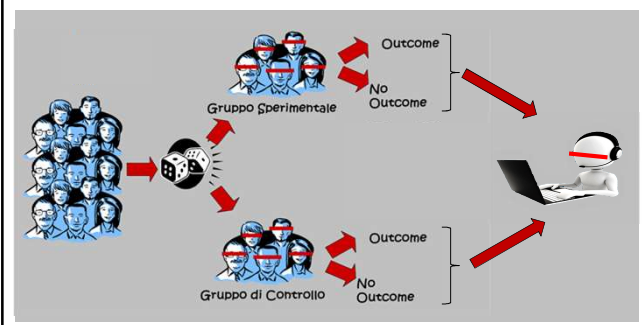 Outcome
No
Outcome
Gruppo Sperimentale
Outcome
No
Outcome
Gruppo di Controllo